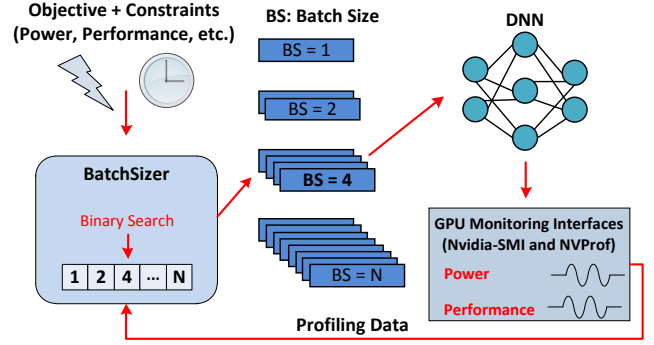 Objective + Constraints
(Power, Performance, etc.)
BS: Batch Size
DNN
BS = 1
BS = 2
BS = 4
BS = N
BatchSizer
Binary Search
1 2 4 ... N
GPU Monitoring Interfaces
(Nvidia-SMI and NVProf)
Power
Performance
Profiling Data